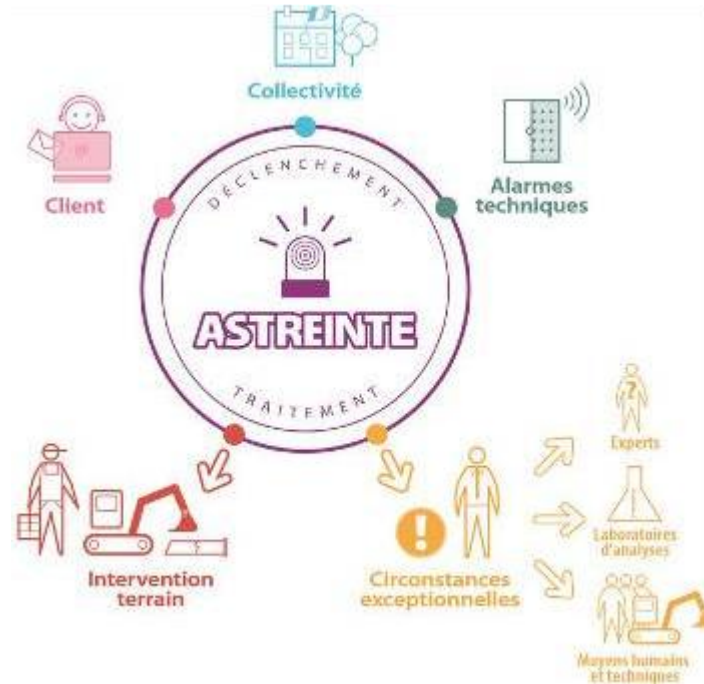 Collectivité
Client
Alarmes
techniques
DÉCLENCHEMENT
ASTREINTE
TRAITEMENT
Experts
Laboratoires
d'analyses
Intervention
terrain
!
Circonstances
exceptionnelles
?
Moyens humains
et techniques